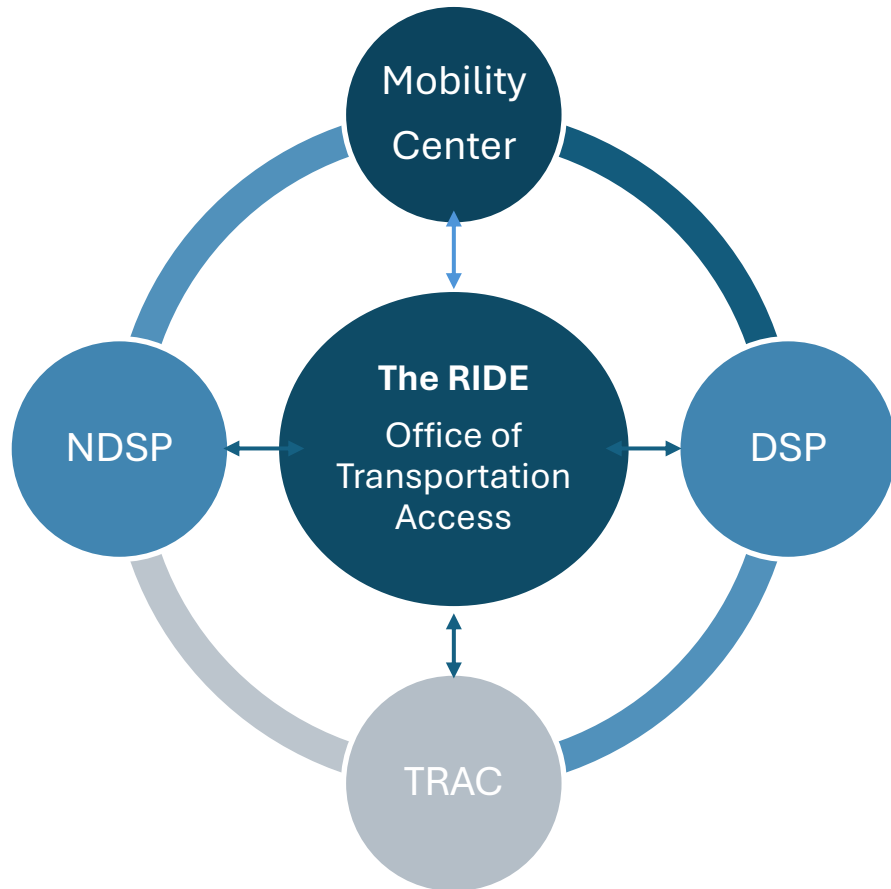 Mobility
Center
The RIDE
Office of
Transportation
Access
NDSP
DSP
TRAC